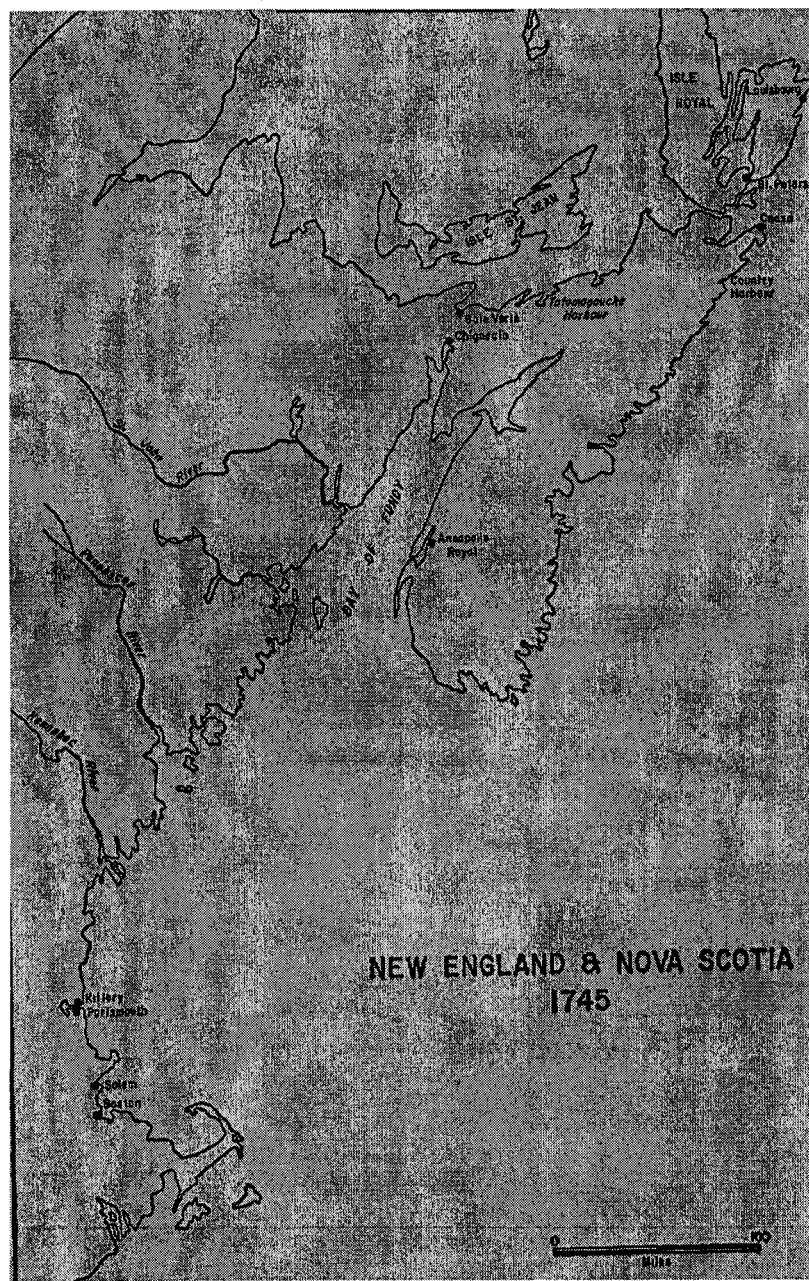 ISLE
ROYAL
Louisbourg
St. Peters
Canso
Country
Harbour
ISLE ST. JEAN
Tatamagouche
Harbour
Baie Verte
Chignecto
St. John
River
BAY OF FUNDY
Annapolis
Royal
Penobscot
River
Kennebec
River
NEW ENGLAND & NOVA SCOTIA
1745
Kittery
Portsmouth
Salem
Boston
0 100
Miles